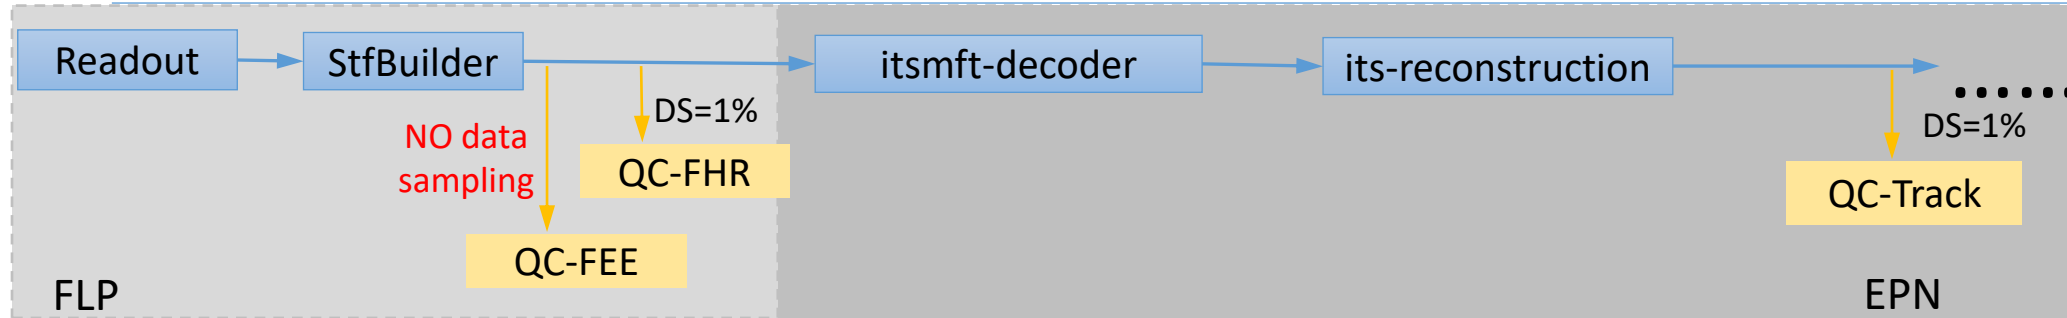 Readout
StfBuilder
itsmft-decoder
its-reconstruction
DS=1%
NO data
sampling
QC-FHR
DS=1%
QC-Track
QC-FEE
FLP
EPN